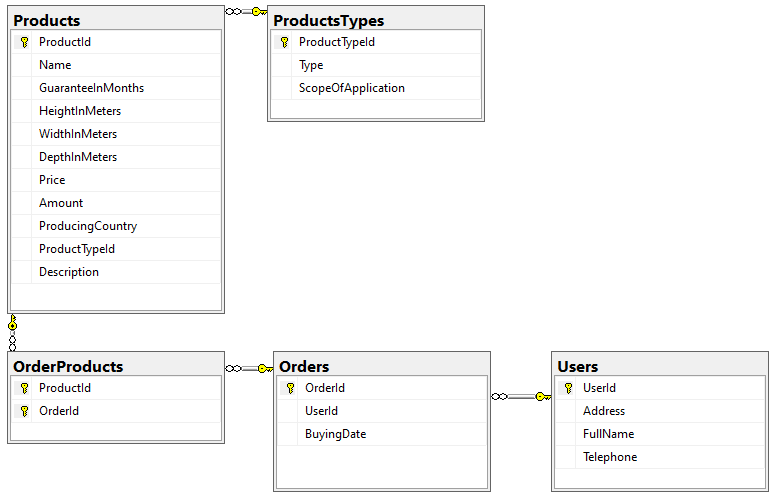 Products
ProductId
Name
GuaranteeInMonths
HeightInMeters
WidthInMeters
DepthInMeters
Price
Amount
ProducingCountry
ProductTypeId
Description
ProductsTypes
ProductTypeId
Type
ScopeOfApplication
OrderProducts
ProductId
OrderId
Orders
OrderId
UserId
BuyingDate
Users
UserId
Address
FullName
Telephone